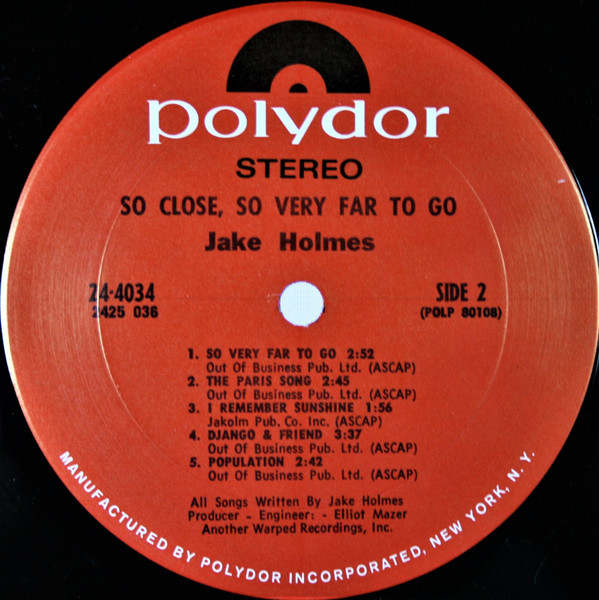 polydor
STEREO
SO CLOSE, SO VERY FAR TO GO
Jake Holmes
24-4034
2425 036
SIDE 2
(POLP 80108)
1. SO VERY FAR TO GO 2:52
Out Of Business Pub. Ltd. (ASCAP)
2. THE PARIS SONG 2:45
Out Of Business Pub. Ltd. (ASCAP)
3. I REMEMBER SUNSHINE 1:56
Jakolm Pub. Co. Inc. (ASCAP)
4. DJANGO & FRIEND 3:37
Out Of Business Pub. Ltd. (ASCAP)
5. POPULATION 2:42
Out Of Business Pub. Ltd. (ASCAP)
All Songs Written By Jake Holmes
Producer - Engineer: - Elliot Mazer
Another Warped Recordings, Inc.
MANUFACTURED BY POLYDOR INCORPORATED, NEW YORK, N. Y.